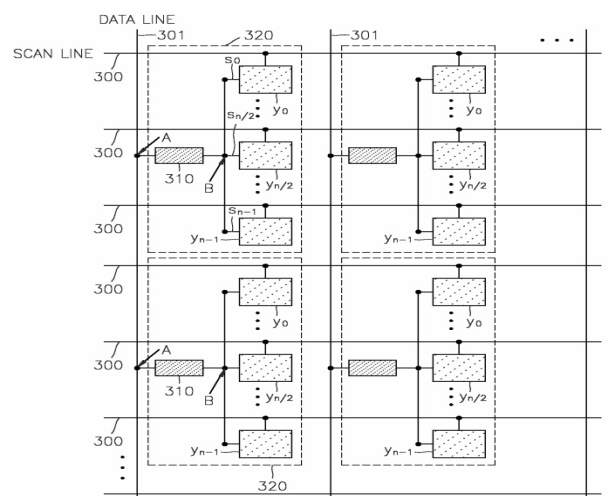 DATA LINE
301 320 301
SCAN LINE
300 s0
y0 y0
300 A sn/2
310 B yn/2 yn/2
300 sn-1
yn-1 yn-1
300
y0 y0
300 A
310 B yn/2 yn/2
300
yn-1 yn-1
320